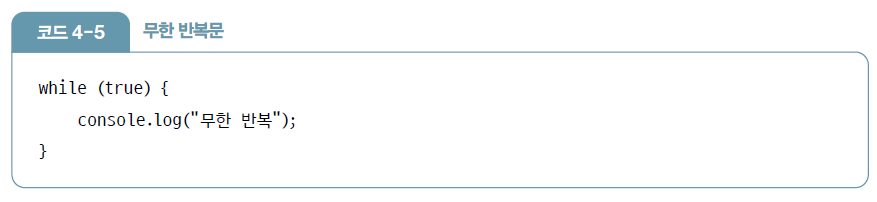 코드 4-5 무한 반복문
while (true) {
    console.log("무한 반복");
}